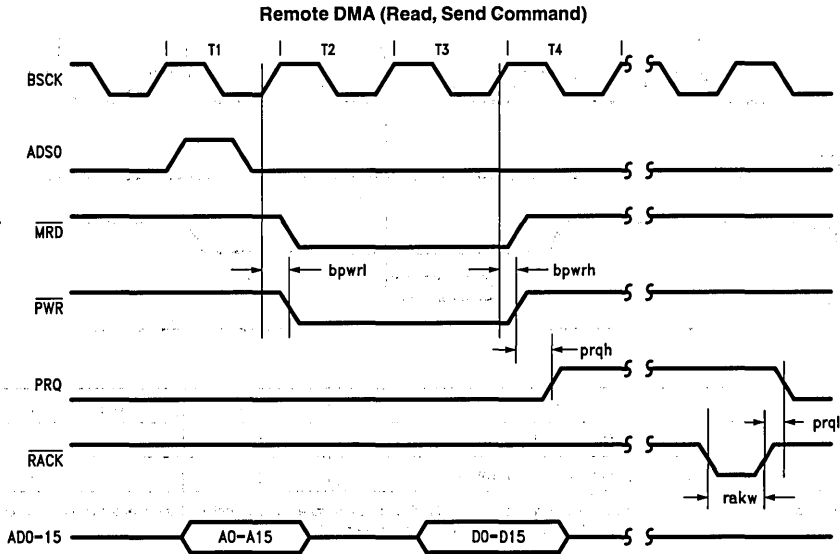 Remote DMA (Read, Send Command)
T1 T2 T3 T4
BSCK
ADS0
MRD
bpwrl bpwrh
PWR
prqh
PRQ
prql
RACK
rakw
AD0-15 A0-A15 D0-D15